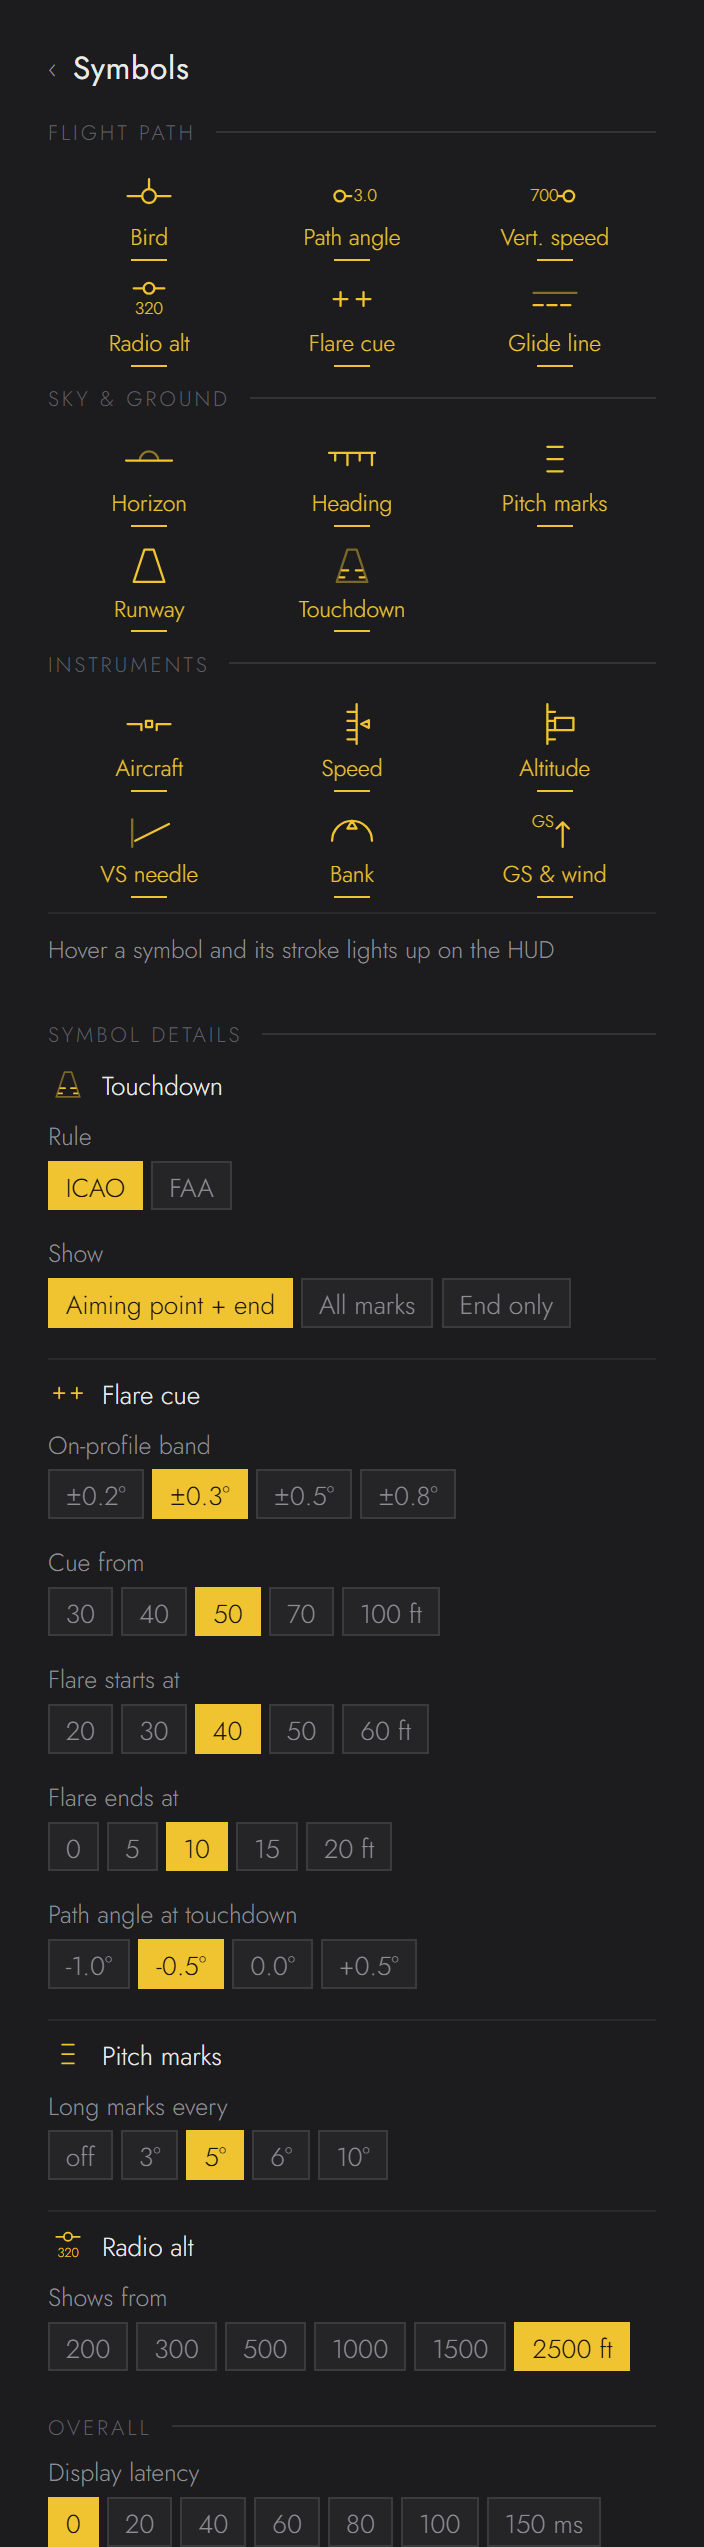 ‹ Symbols
FLIGHT PATH
3.0 700
Bird Path angle Vert. speed
320
Radio alt Flare cue Glide line
SKY & GROUND
Horizon Heading Pitch marks
Runway Touchdown
INSTRUMENTS
Aircraft Speed Altitude
GS
VS needle Bank GS & wind
Hover a symbol and its stroke lights up on the HUD
SYMBOL DETAILS
Touchdown
Rule
ICAO FAA
Show
Aiming point + end All marks End only
++ Flare cue
On-profile band
±0.2° ±0.3° ±0.5° ±0.8°
Cue from
30 40 50 70 100 ft
Flare starts at
20 30 40 50 60 ft
Flare ends at
0 5 10 15 20 ft
Path angle at touchdown
-1.0° -0.5° 0.0° +0.5°
Pitch marks
Long marks every
off 3° 5° 6° 10°
320 Radio alt
Shows from
200 300 500 1000 1500 2500 ft
OVERALL
Display latency
0 20 40 60 80 100 150 ms